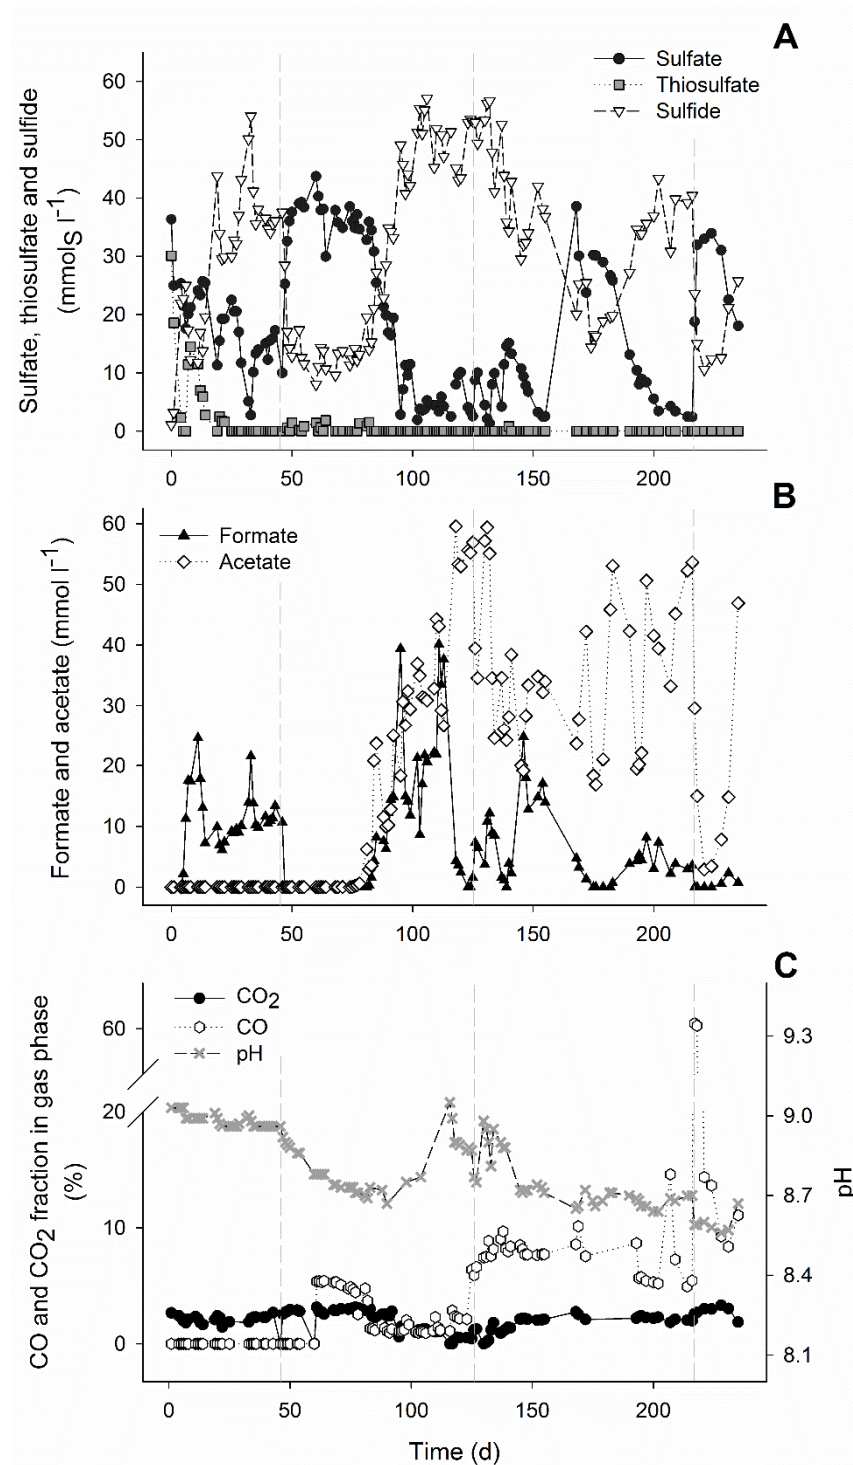 A
Sulfate
Thiosulfate
Sulfide
Sulfate, thiosulfate and sulfide
(mmolS l⁻¹)
60
50
40
30
20
10
0
0 50 100 150 200
B
Formate
Acetate
Formate and acetate (mmol l⁻¹)
60
50
40
30
20
10
0
0 50 100 150 200
C
CO2
CO
pH
CO and CO2 fraction in gas phase
(%)
60
20
10
0
9.3
9.0
8.7
8.4
8.1
pH
0 50 100 150 200
Time (d)